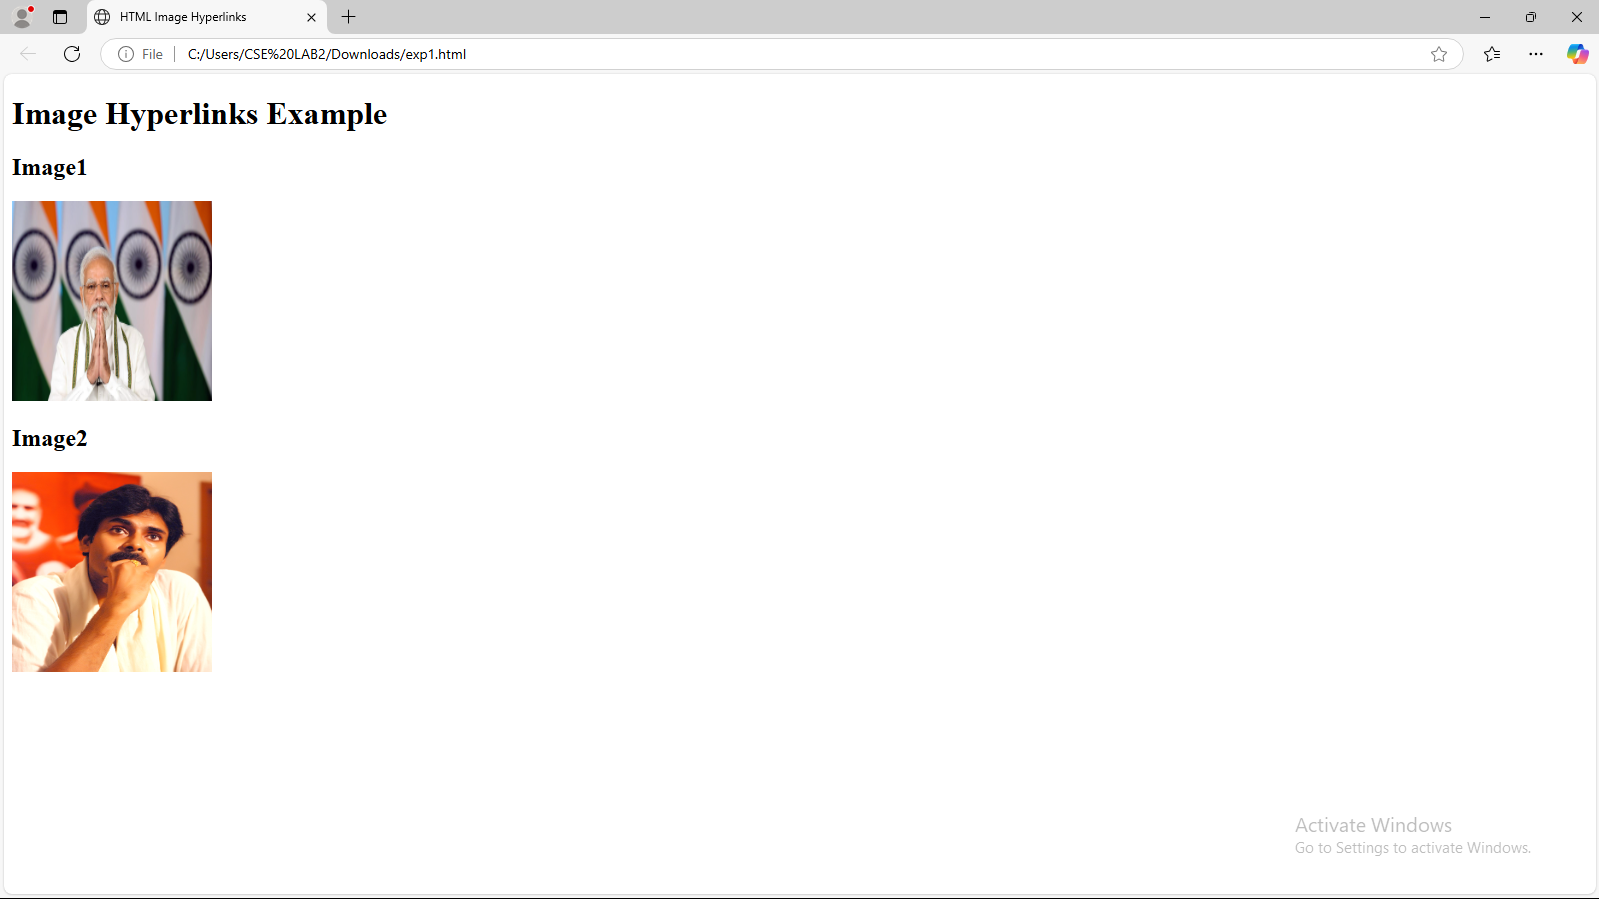 HTML Image Hyperlinks
File
C:/Users/CSE%20LAB2/Downloads/exp1.html
Image Hyperlinks Example
Image1
Image2
Activate Windows
Go to Settings to activate Windows.